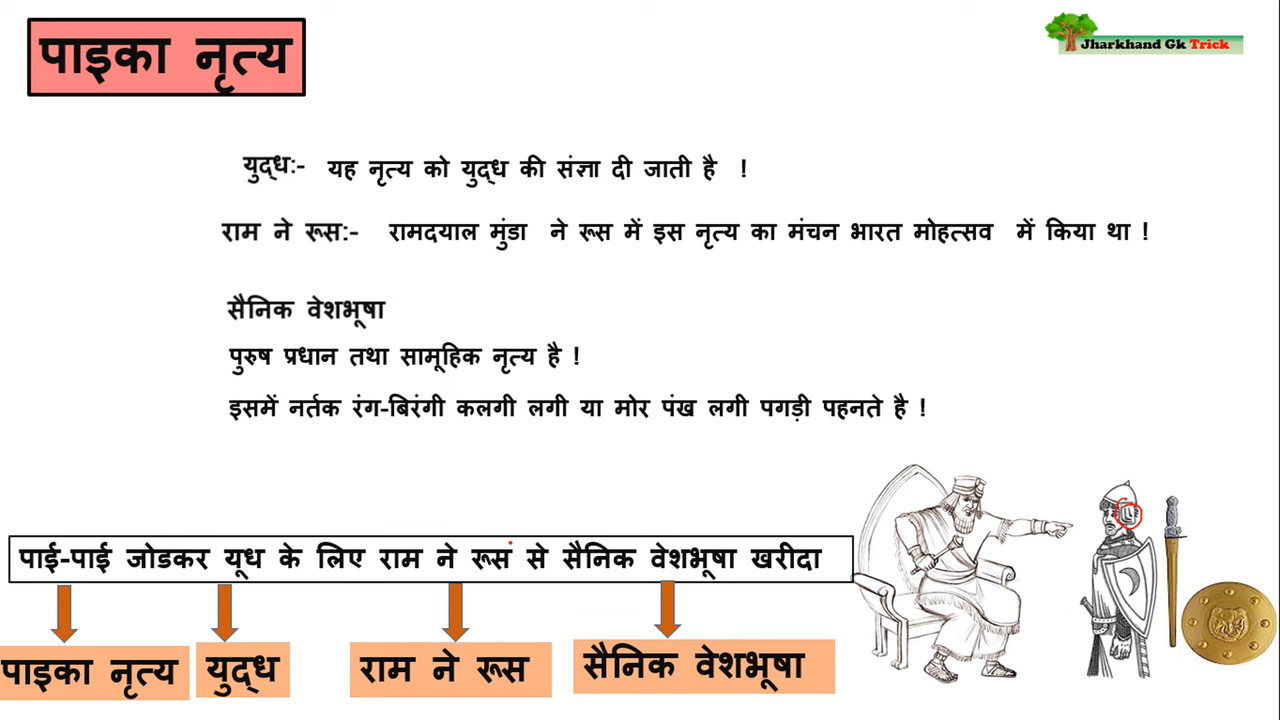 पाइका नृत्य
Jharkhand Gk Trick
युद्ध:- यह नृत्य को युद्ध की संज्ञा दी जाती है !
राम ने रूस:- रामदयाल मुंडा ने रूस में इस नृत्य का मंचन भारत मोहत्सव में किया था !
सैनिक वेशभूषा
पुरुष प्रधान तथा सामूहिक नृत्य है !
इसमें नर्तक रंग-बिरंगी कलगी लगी या मोर पंख लगी पगड़ी पहनते है !
पाई-पाई जोडकर यूध के लिए राम ने रूस से सैनिक वेशभूषा खरीदा
पाइका नृत्य युद्ध राम ने रूस सैनिक वेशभूषा